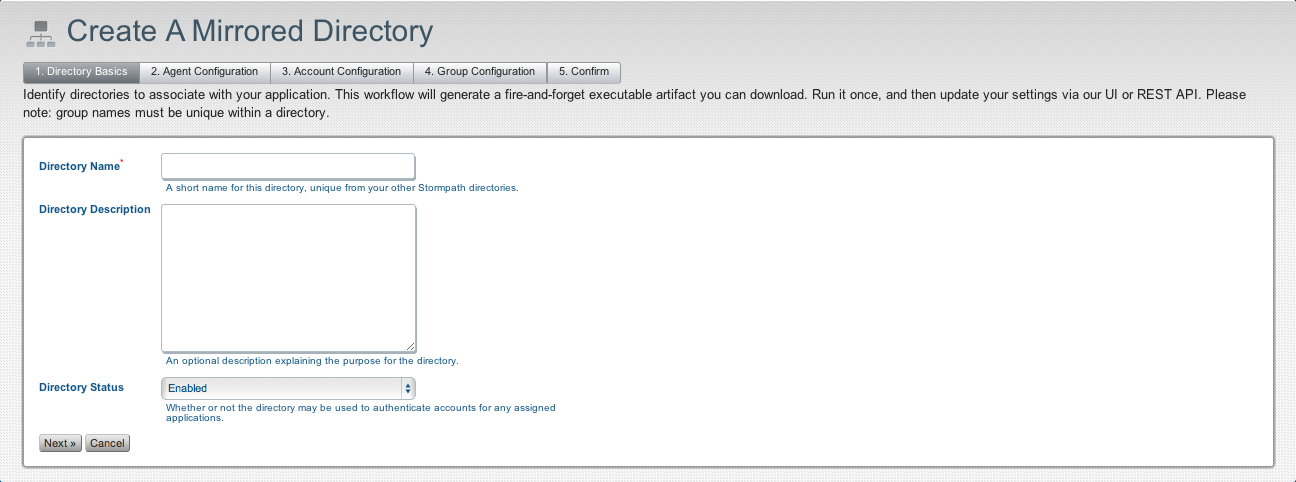 Create A Mirrored Directory
1. Directory Basics
2. Agent Configuration
3. Account Configuration
4. Group Configuration
5. Confirm
Identify directories to associate with your application. This workflow will generate a fire-and-forget executable artifact you can download. Run it once, and then update your settings via our UI or REST API. Please
note: group names must be unique within a directory.
Directory Name*
A short name for this directory, unique from your other Stormpath directories.
Directory Description
An optional description explaining the purpose for the directory.
Directory Status
Enabled
Whether or not the directory may be used to authenticate accounts for any assigned
applications.
Next »
Cancel